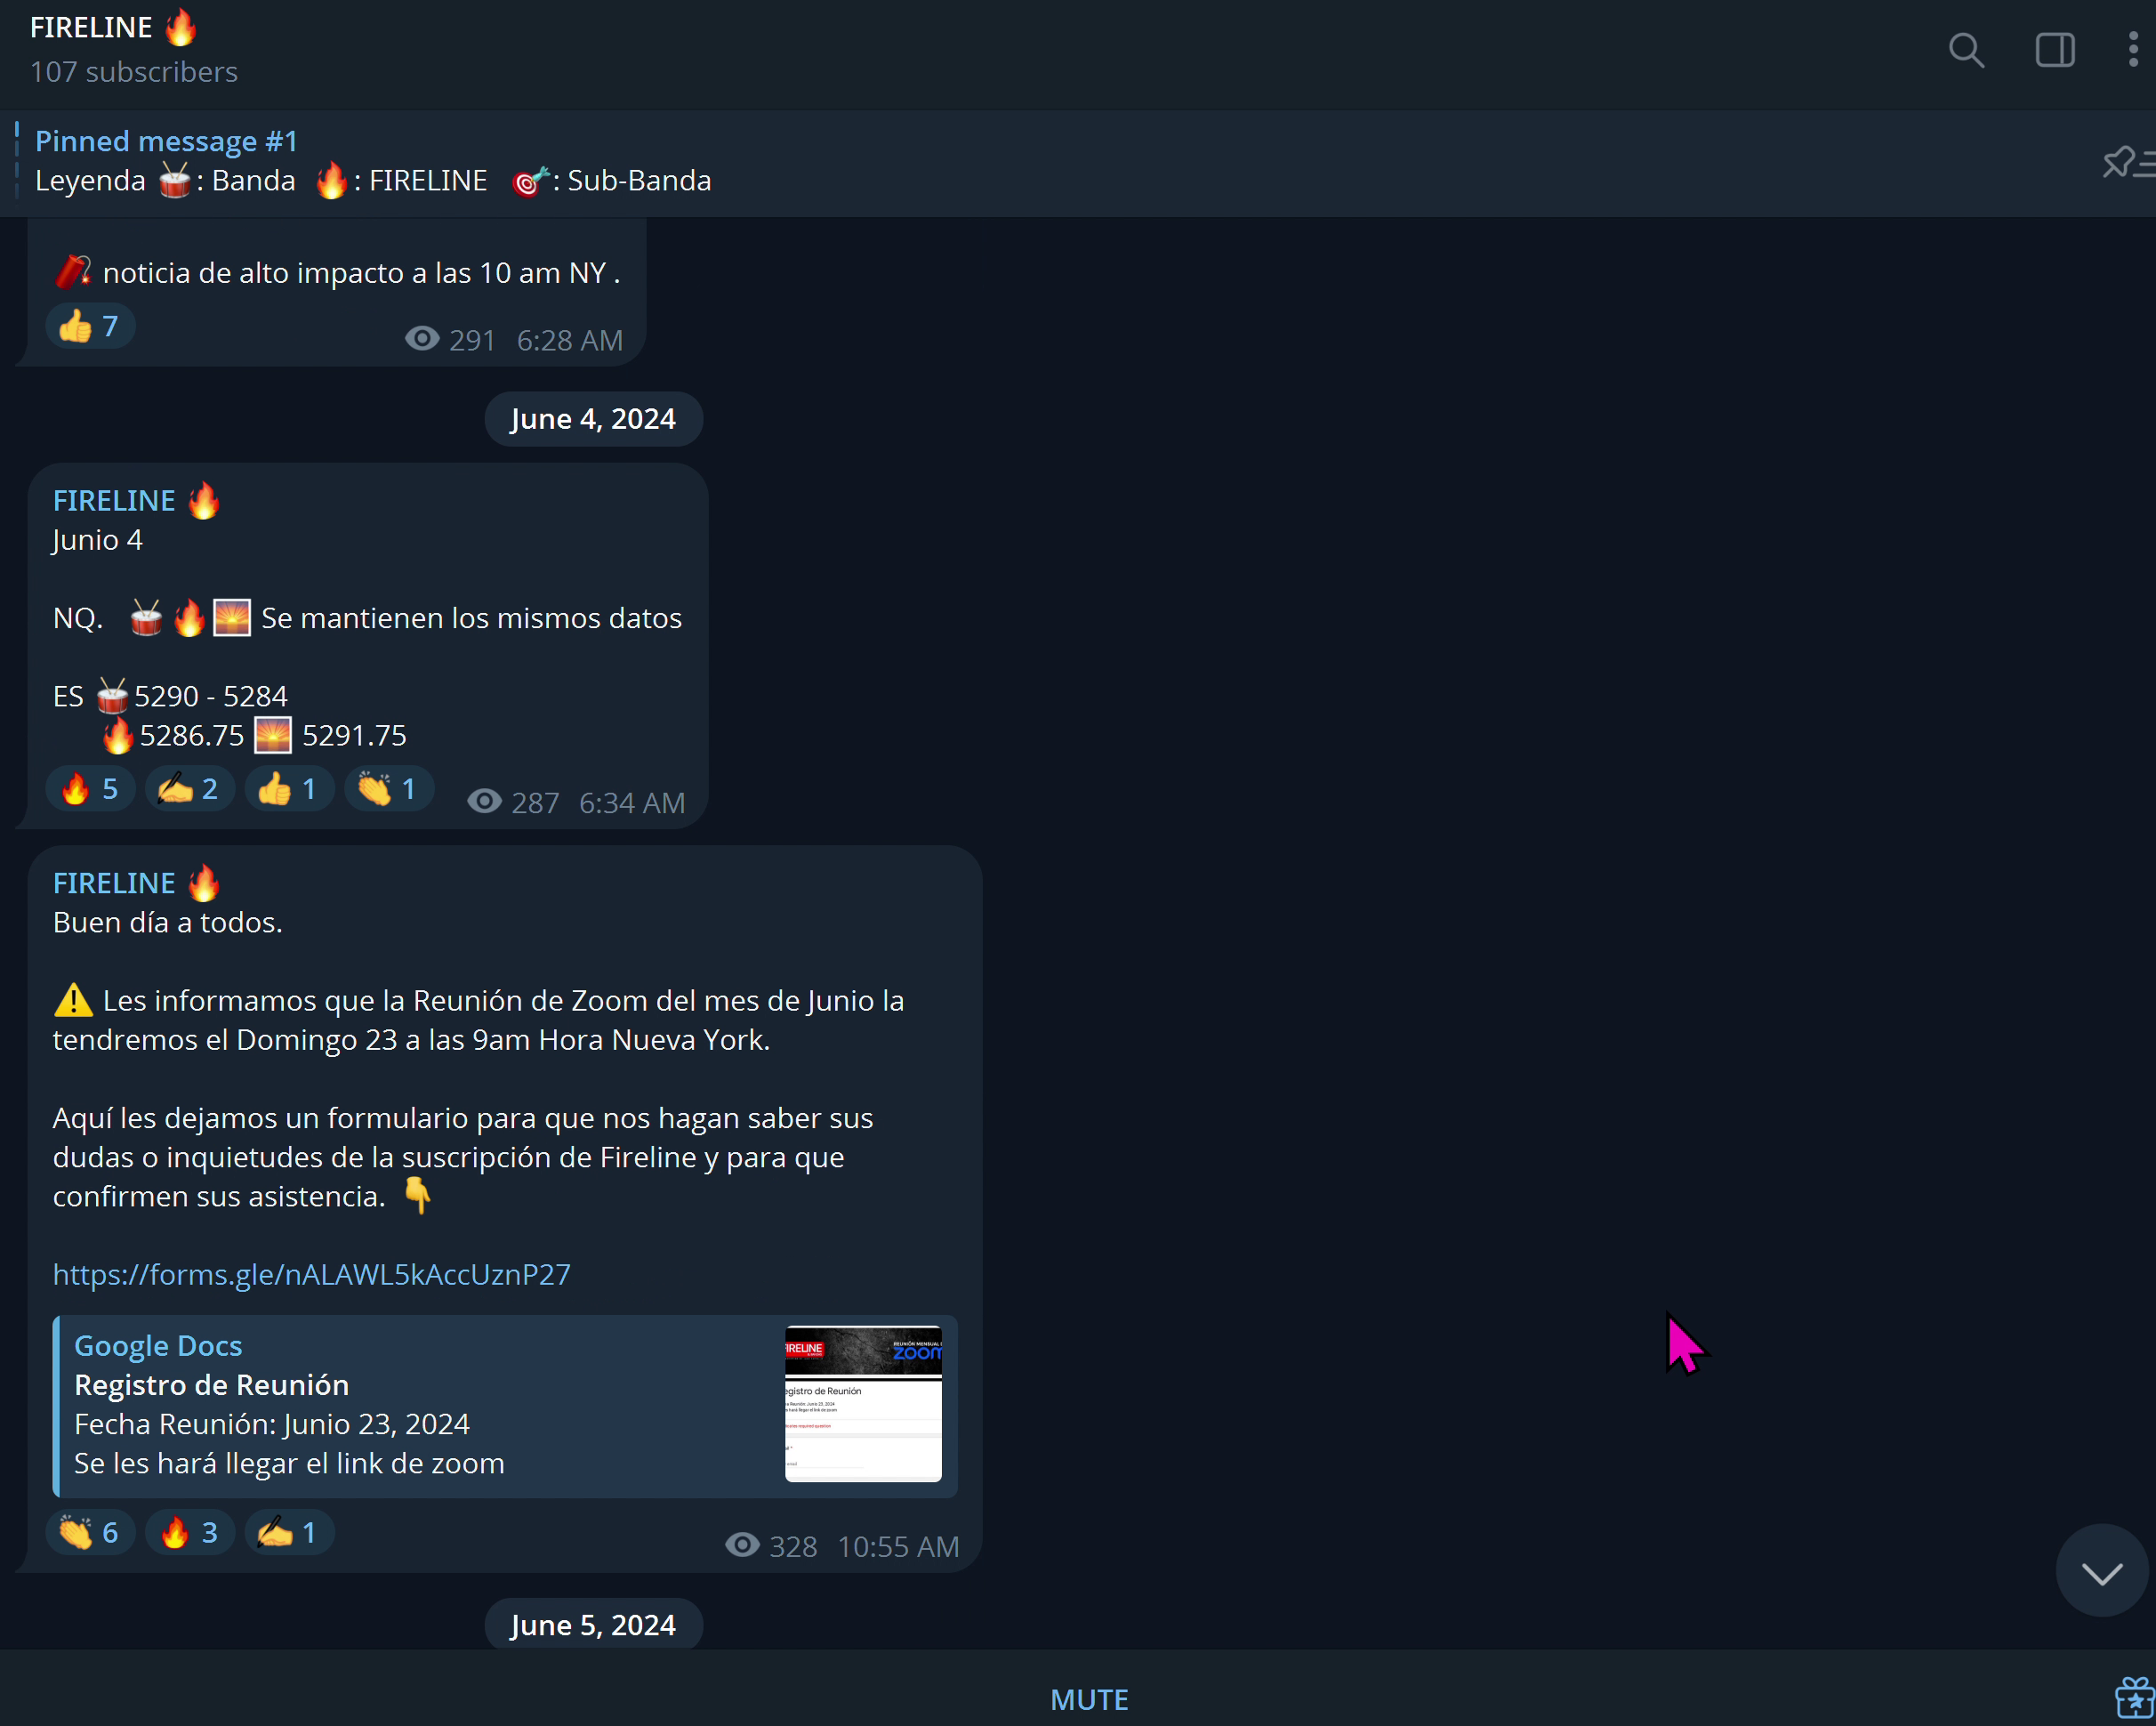 FIRELINE 🔥
107 subscribers
Pinned message #1
Leyenda 🥁: Banda 🔥: FIRELINE 🎯: Sub-Banda
🧨 noticia de alto impacto a las 10 am NY .
👍 7
291 6:28 AM
June 4, 2024
FIRELINE 🔥
Junio 4
NQ. 🥁🔥🌅 Se mantienen los mismos datos
ES 🥁5290 - 5284
🔥5286.75 🌅 5291.75
🔥 5 ✍️ 2 👍 1 👏 1
287 6:34 AM
FIRELINE 🔥
Buen día a todos.
⚠️ Les informamos que la Reunión de Zoom del mes de Junio la
tendremos el Domingo 23 a las 9am Hora Nueva York.
Aquí les dejamos un formulario para que nos hagan saber sus
dudas o inquietudes de la suscripción de Fireline y para que
confirmen sus asistencia. 👇
https://forms.gle/nALAWL5kAccUznP27
Google Docs
Registro de Reunión
Fecha Reunión: Junio 23, 2024
Se les hará llegar el link de zoom
👏 6 🔥 3 ✍️ 1
328 10:55 AM
June 5, 2024
MUTE